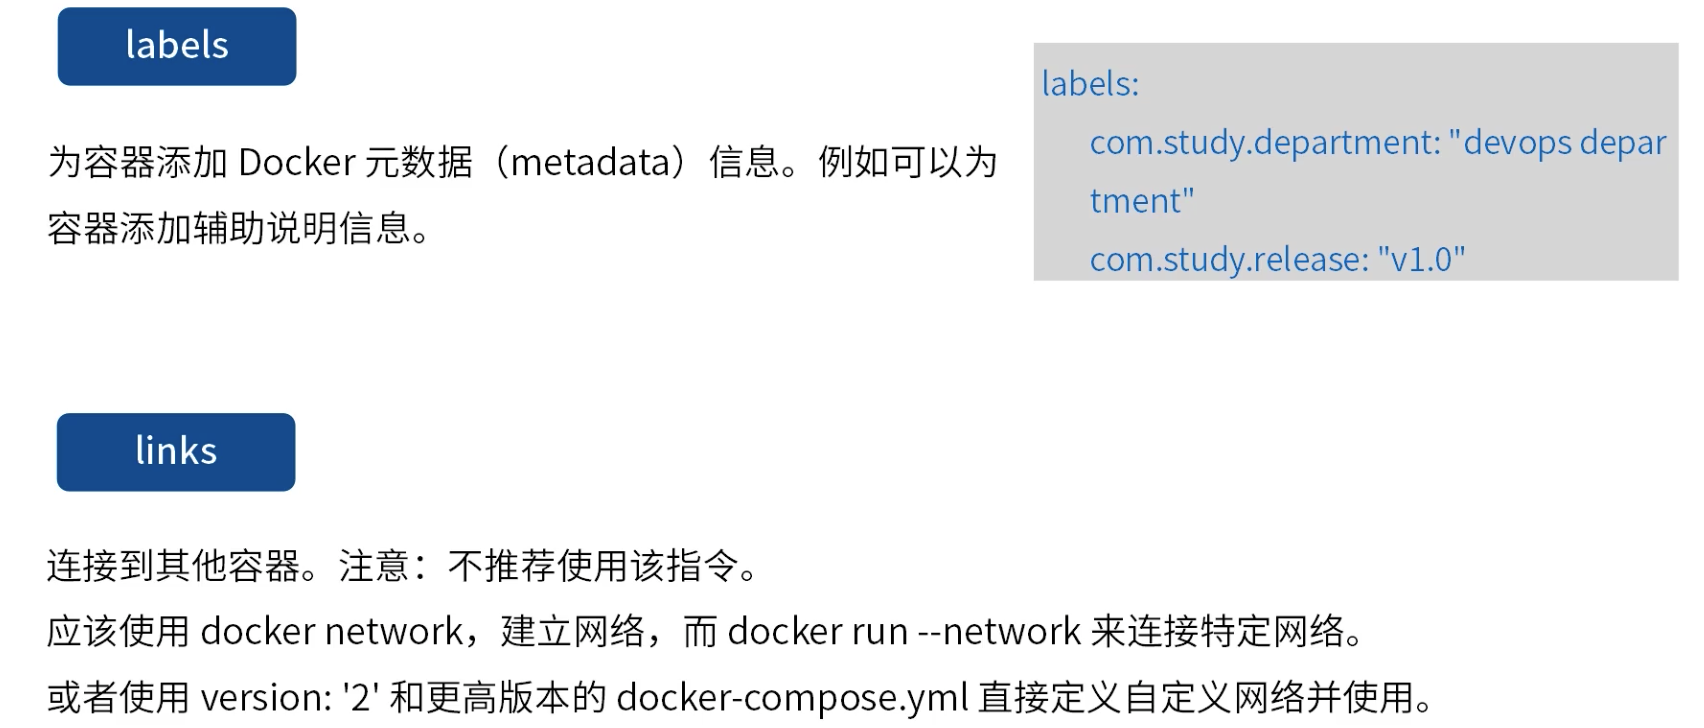 labels
为容器添加 Docker 元数据（metadata）信息。例如可以为
容器添加辅助说明信息。
labels:
com.study.department: "devops depar
tment"
com.study.release: "v1.0"
links
连接到其他容器。注意：不推荐使用该指令。
应该使用 docker network，建立网络，而 docker run --network 来连接特定网络。
或者使用 version: '2' 和更高版本的 docker-compose.yml 直接定义自定义网络并使用。